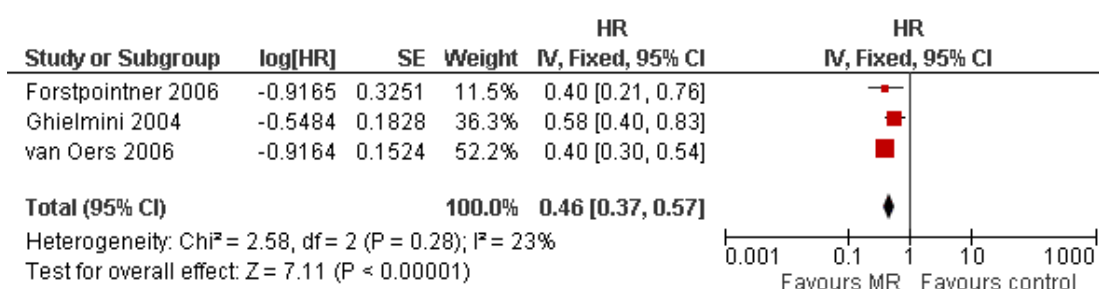 HR HR
Study or Subgroup log[HR] SE Weight IV, Fixed, 95% CI IV, Fixed, 95% CI
Forstpointner 2006 -0.9165 0.3251 11.5% 0.40 [0.21, 0.76]
Ghielmini 2004 -0.5484 0.1828 36.3% 0.58 [0.40, 0.83]
van Oers 2006 -0.9164 0.1524 52.2% 0.40 [0.30, 0.54]
Total (95% CI) 100.0% 0.46 [0.37, 0.57]
Heterogeneity: Chi² = 2.58, df = 2 (P = 0.28); I² = 23%
Test for overall effect: Z = 7.11 (P < 0.00001)
0.001 0.1 1 10 1000
Favours MR Favours control